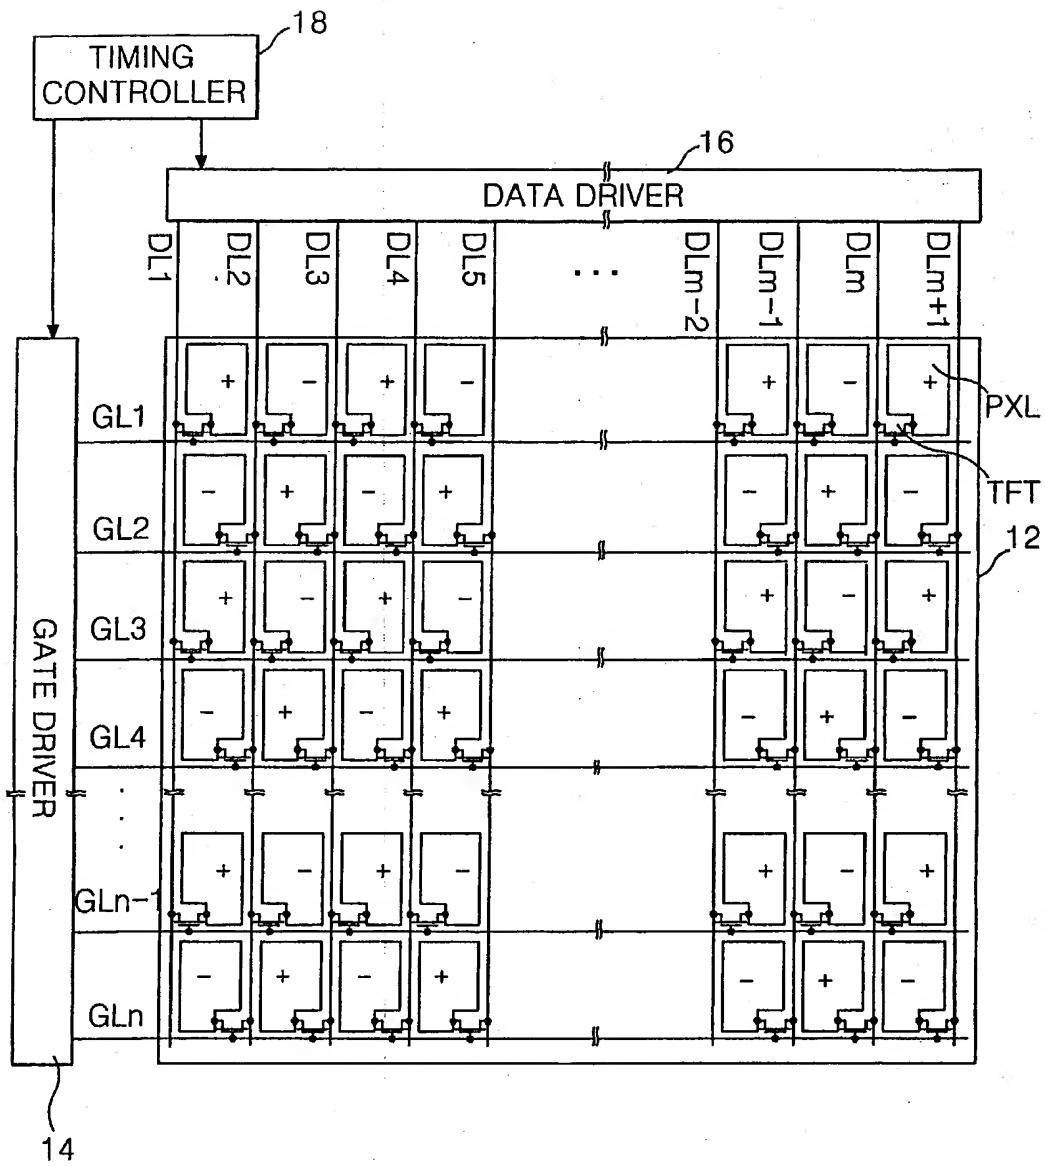 18
TIMING
CONTROLLER
16
DATA DRIVER
DL1
DL2
DL3
DL4
DL5
...
DLm-2
DLm-1
DLm
DLm+1
+ - + - + - +
GL1
PXL
TFT
- + - + - + -
GL2
12
+ - + - + - +
GL3
GATE DRIVER
- + - + - + -
GL4
+ - + - + - +
GLn-1
- + - + - + -
GLn
14